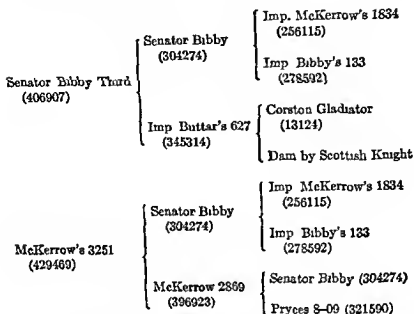 Imp. McKerrow's 1834
(256115)
Senator Bibby
(304274)
Imp Bibby's 133
(278592)
Senator Bibby Third
(406907)
Corston Gladiator
(13124)
Imp Buttar's 627
(345314)
Dam by Scottish Knight
Imp McKerrow's 1834
(256115)
Senator Bibby
(304274)
Imp Bibby's 133
(278592)
McKerrow's 3251
(429469)
Senator Bibby (304274)
McKerrow 2869
(396923)
Pryces 8-09 (321590)